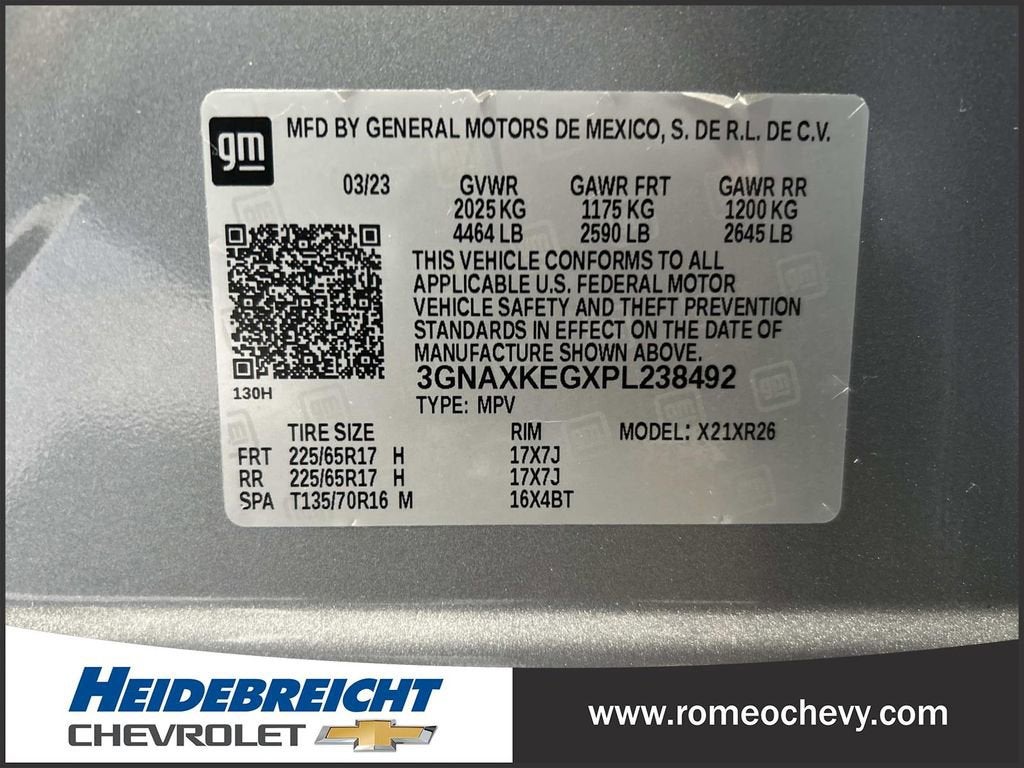 gm
MFD BY GENERAL MOTORS DE MEXICO, S. DE R.L. DE C.V.
03/23 GVWR GAWR FRT GAWR RR
2025 KG 1175 KG 1200 KG
4464 LB 2590 LB 2645 LB
THIS VEHICLE CONFORMS TO ALL
APPLICABLE U.S. FEDERAL MOTOR
VEHICLE SAFETY AND THEFT PREVENTION
STANDARDS IN EFFECT ON THE DATE OF
MANUFACTURE SHOWN ABOVE.
3GNAXKEGXPL238492
130H
TYPE: MPV
TIRE SIZE RIM MODEL: X21XR26
FRT 225/65R17 H 17X7J
RR 225/65R17 H 17X7J
SPA T135/70R16 M 16X4BT
HEIDEBREICHT
CHEVROLET
www.romeochevy.com